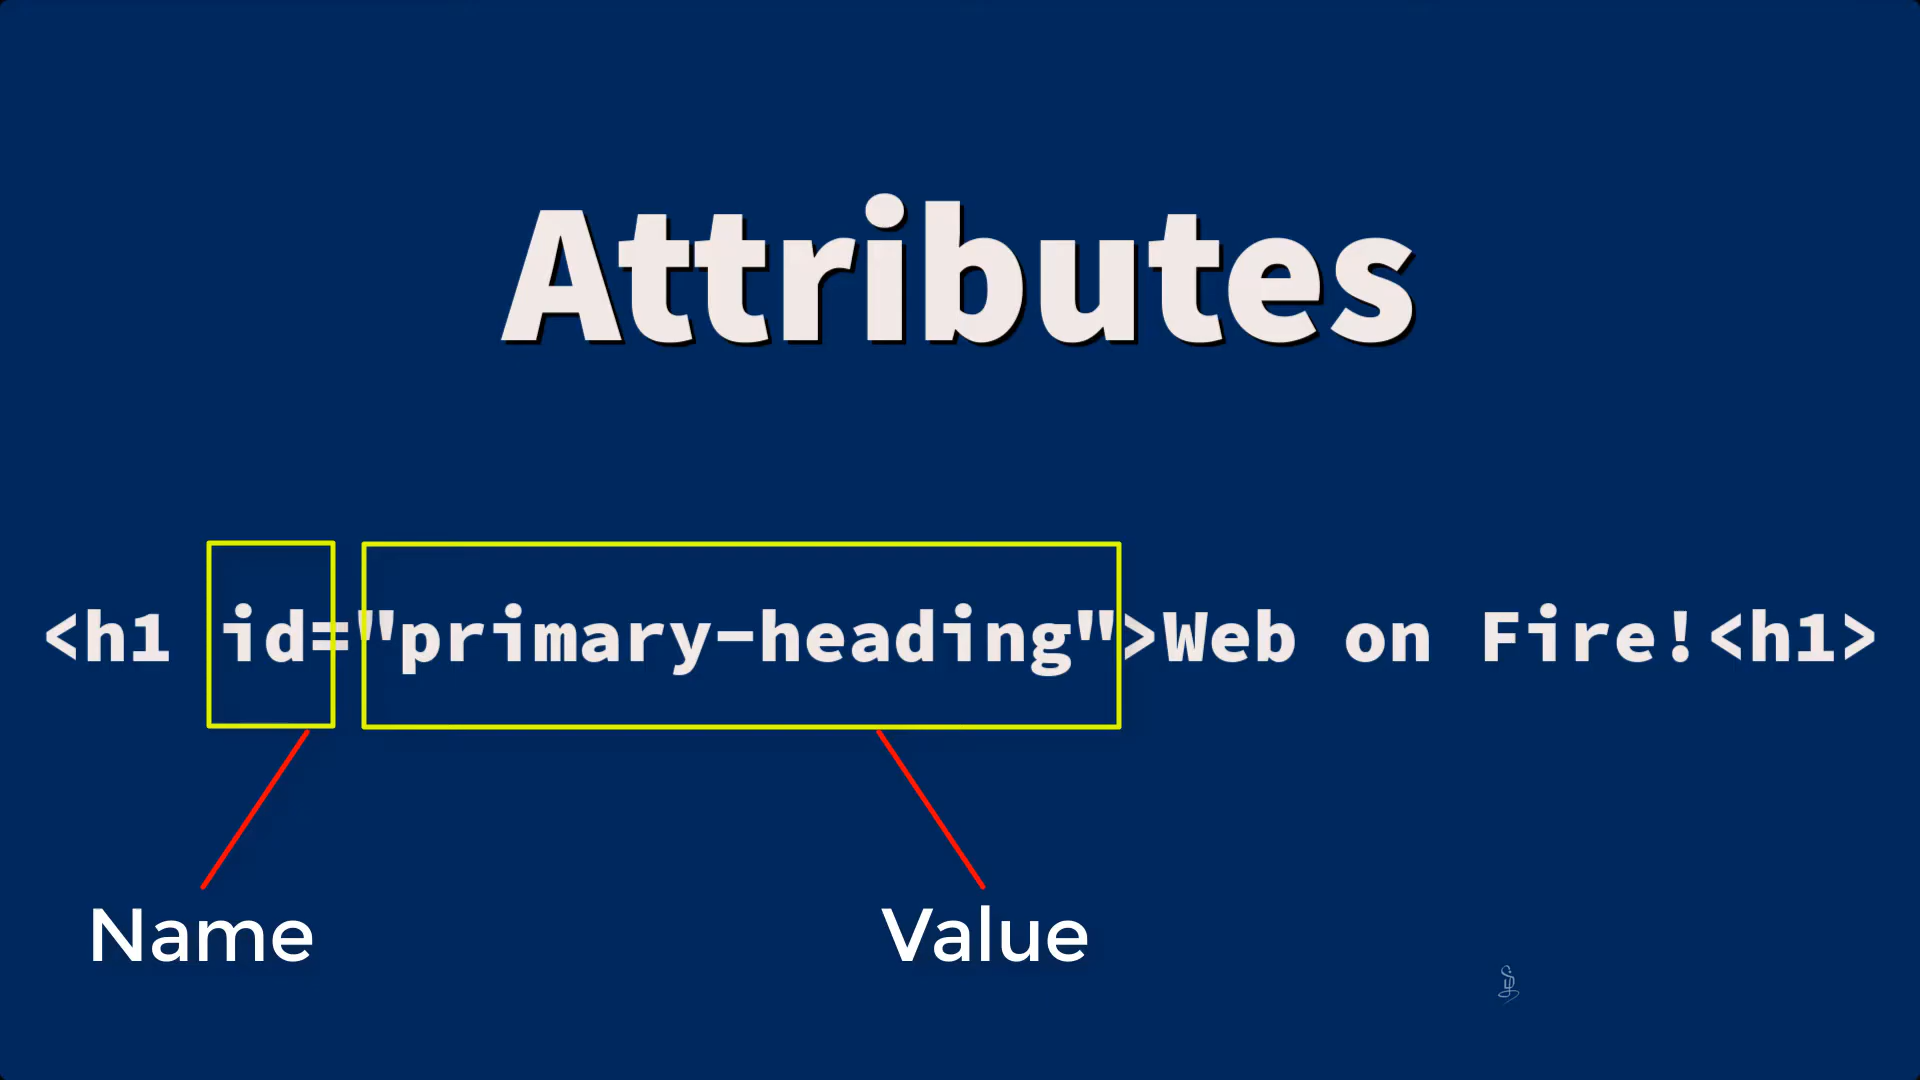 Attributes
<h1 id="primary-heading">Web on Fire!<h1>
Name
Value